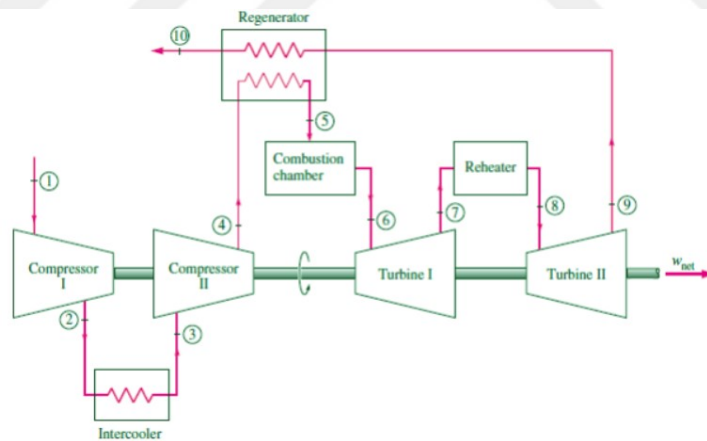 Regenerator
10
5
1
Combustion
chamber
Reheater
4
6
7
8
9
Compressor
I
Compressor
II
Turbine I
Turbine II
wnet
2
3
Intercooler